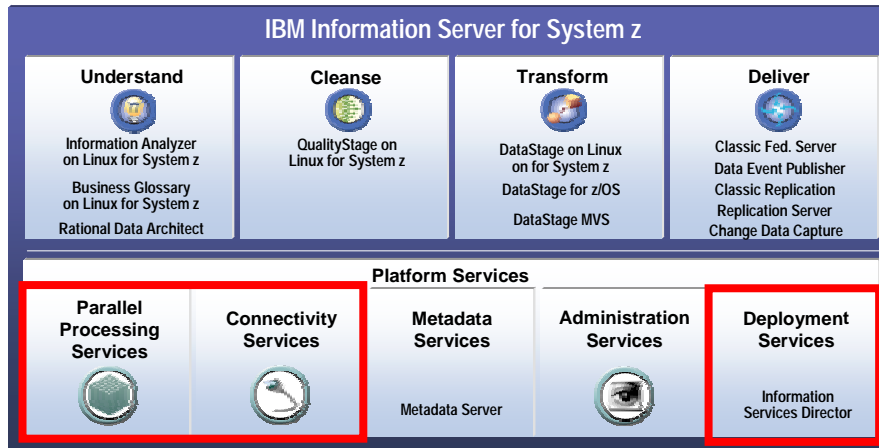 IBM Information Server for System z
Understand
Information Analyzer
on Linux for System z
Business Glossary
on Linux for System z
Rational Data Architect
Cleanse
QualityStage on
Linux for System z
Transform
DataStage on Linux
on for System z
DataStage for z/OS
DataStage MVS
Deliver
Classic Fed. Server
Data Event Publisher
Classic Replication
Replication Server
Change Data Capture
Platform Services
Parallel
Processing
Services
Connectivity
Services
Metadata
Services
Metadata Server
Administration
Services
Deployment
Services
Information
Services Director